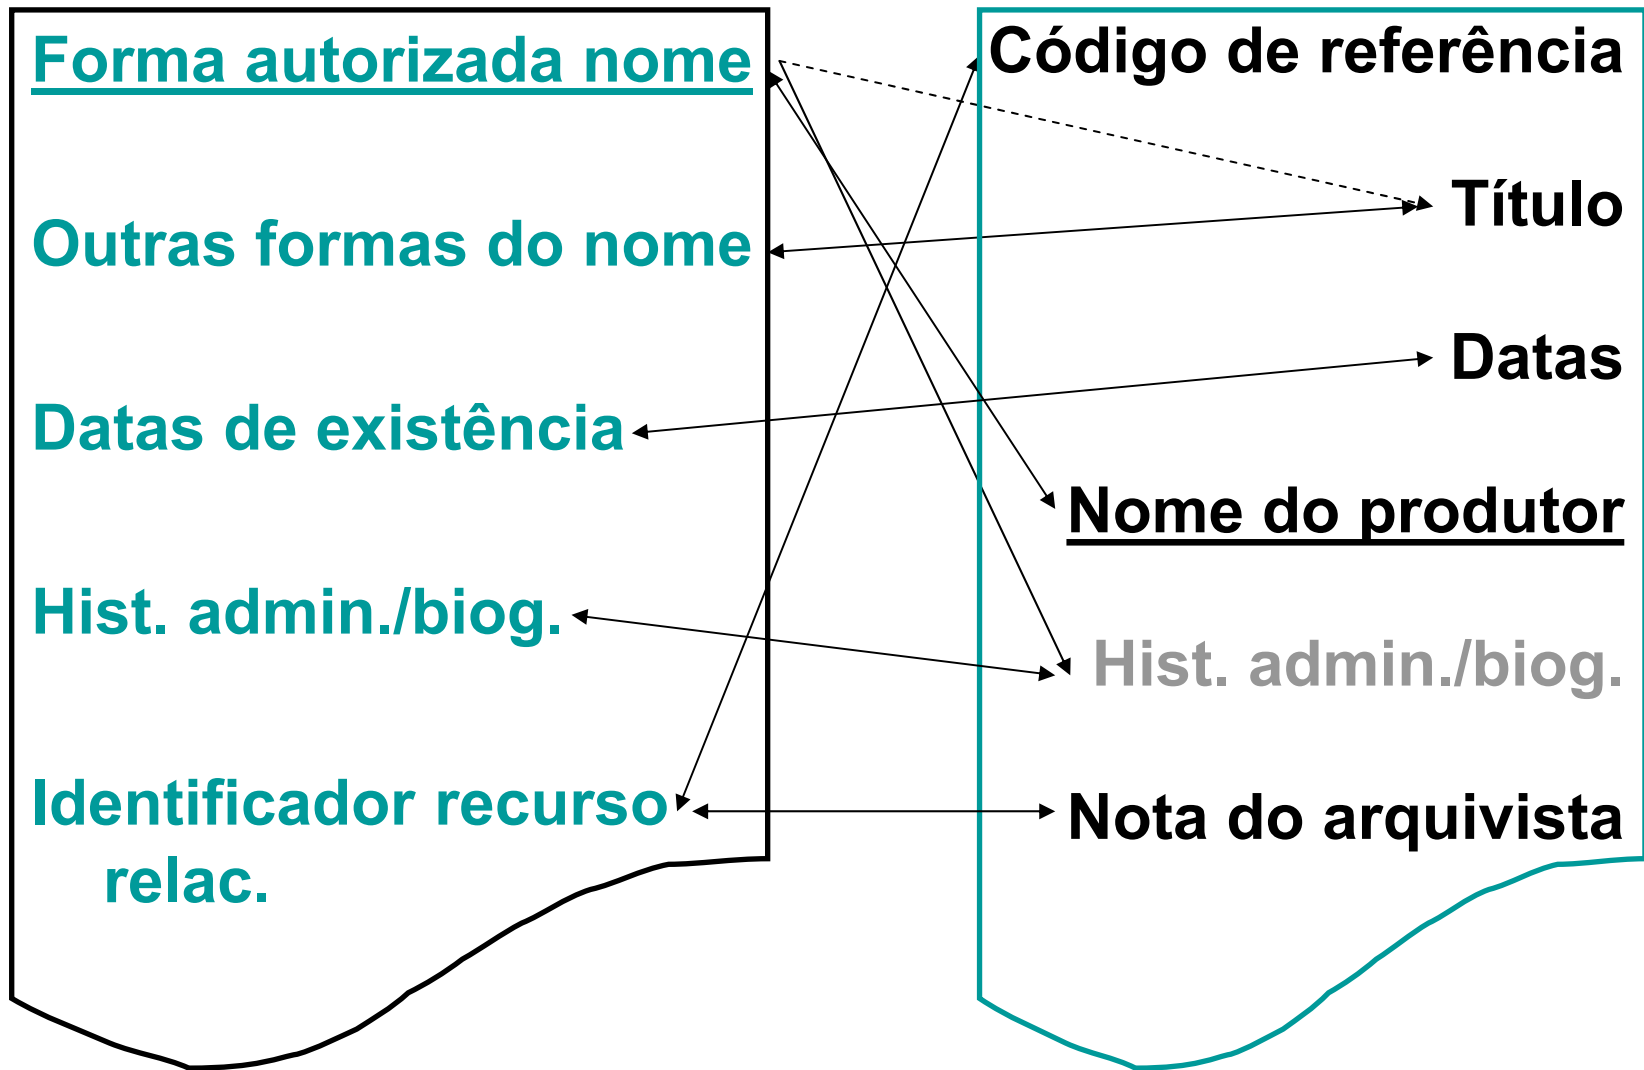 Forma autorizada nome
Outras formas do nome
Datas de existência
Hist. admin./biog.
Identificador recurso
relac.
Código de referência
Título
Datas
Nome do produtor
Hist. admin./biog.
Nota do arquivista